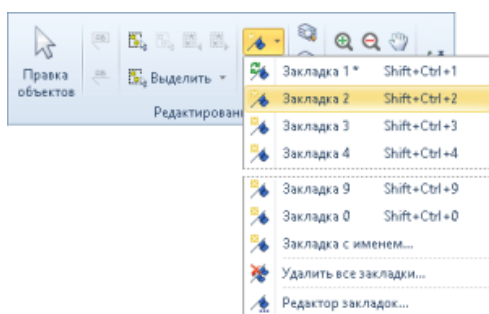 Правка
объектов
Выделить
Редактирован
Закладка 1 * Shift+Ctrl+1
Закладка 2 Shift+Ctrl+2
Закладка 3 Shift+Ctrl+3
Закладка 4 Shift+Ctrl+4
Закладка 9 Shift+Ctrl+9
Закладка 0 Shift+Ctrl+0
Закладка с именем...
Удалить все закладки...
Редактор закладок...